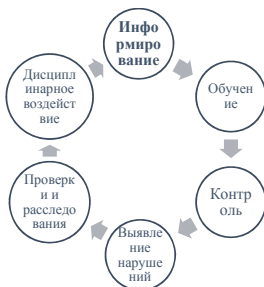 Инфо
рмиро
вание
Обучен
ие
Контр
оль
Выявле
ние
наруше
ний
Проверк
и и
расследо
вания
Дисципл
инарное
воздейст
вие